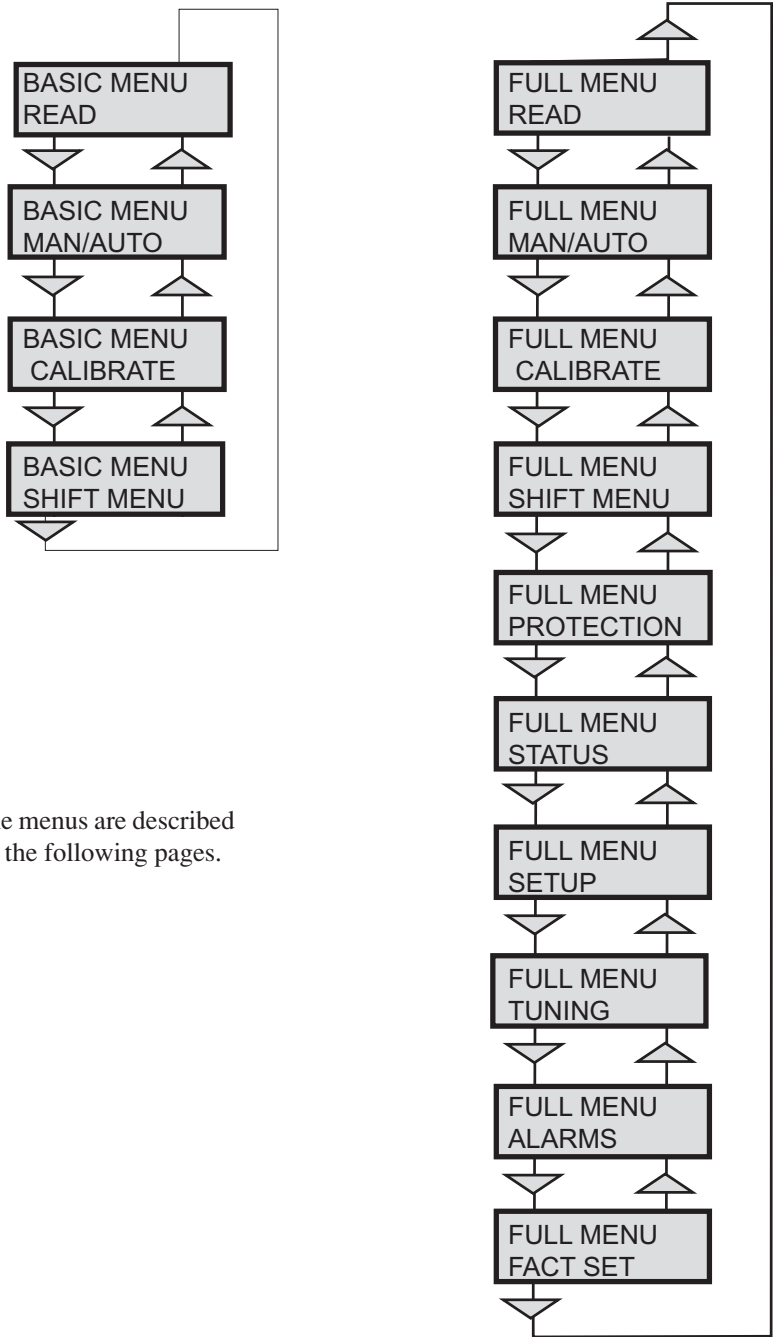 BASIC MENU
READ
BASIC MENU
MAN/AUTO
BASIC MENU
CALIBRATE
BASIC MENU
SHIFT MENU
e menus are described
the following pages.
FULL MENU
READ
FULL MENU
MAN/AUTO
FULL MENU
CALIBRATE
FULL MENU
SHIFT MENU
FULL MENU
PROTECTION
FULL MENU
STATUS
FULL MENU
SETUP
FULL MENU
TUNING
FULL MENU
ALARMS
FULL MENU
FACT SET